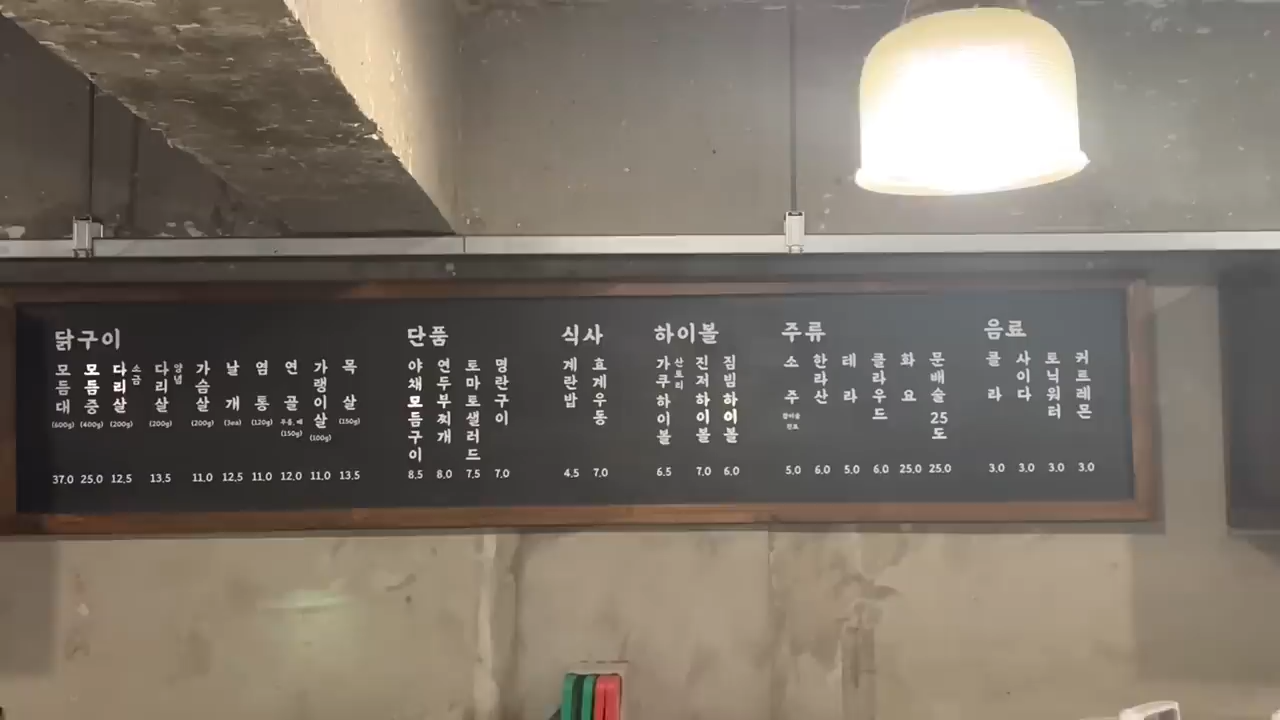 닭구이
모듬대 (600g) 37.0
모듬중 (400g) 25.0
다리살 소금 (200g) 12.5
다리살 양념 (200g) 13.5
가슴살 (200g) 11.0
날개 (3ea) 12.5
염통 (120g) 11.0
연골 무릎, 빼 (150g) 12.0
가랭이살 (100g) 11.0
목살 (150g) 13.5
단품
야채모듬구이 8.5
연두부찌개 8.0
토마토샐러드 7.5
명란구이 7.0
식사
계란밥 4.5
효계우동 7.0
하이볼
가쿠하이볼 산토리 6.5
진저하이볼 7.0
짐빔하이볼 6.0
주류
소주 참이슬 진로 5.0
한라산 6.0
테라 5.0
클라우드 6.0
화요 25.0
문배술 25도 25.0
음료
콜라 3.0
사이다 3.0
토닉워터 3.0
커트레몬 3.0